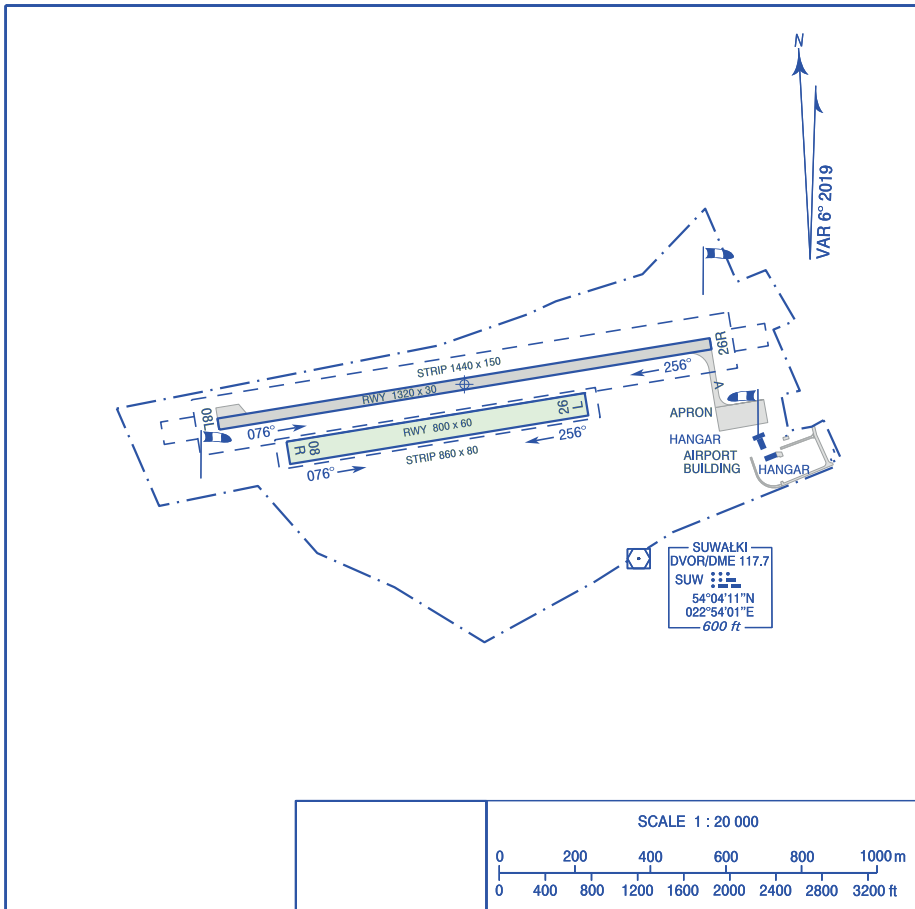 N
VAR 6° 2019
STRIP 1440 x 150
RWY 1320 x 30
08L
26R
076°
256°
A
RWY 800 x 60
08
R
26
L
STRIP 860 x 80
076°
256°
APRON
HANGAR
AIRPORT
BUILDING
HANGAR
SUWAŁKI
DVOR/DME 117.7
SUW
54°04'11"N
022°54'01"E
600 ft
SCALE 1 : 20 000
0 200 400 600 800 1000 m
0 400 800 1200 1600 2000 2400 2800 3200 ft